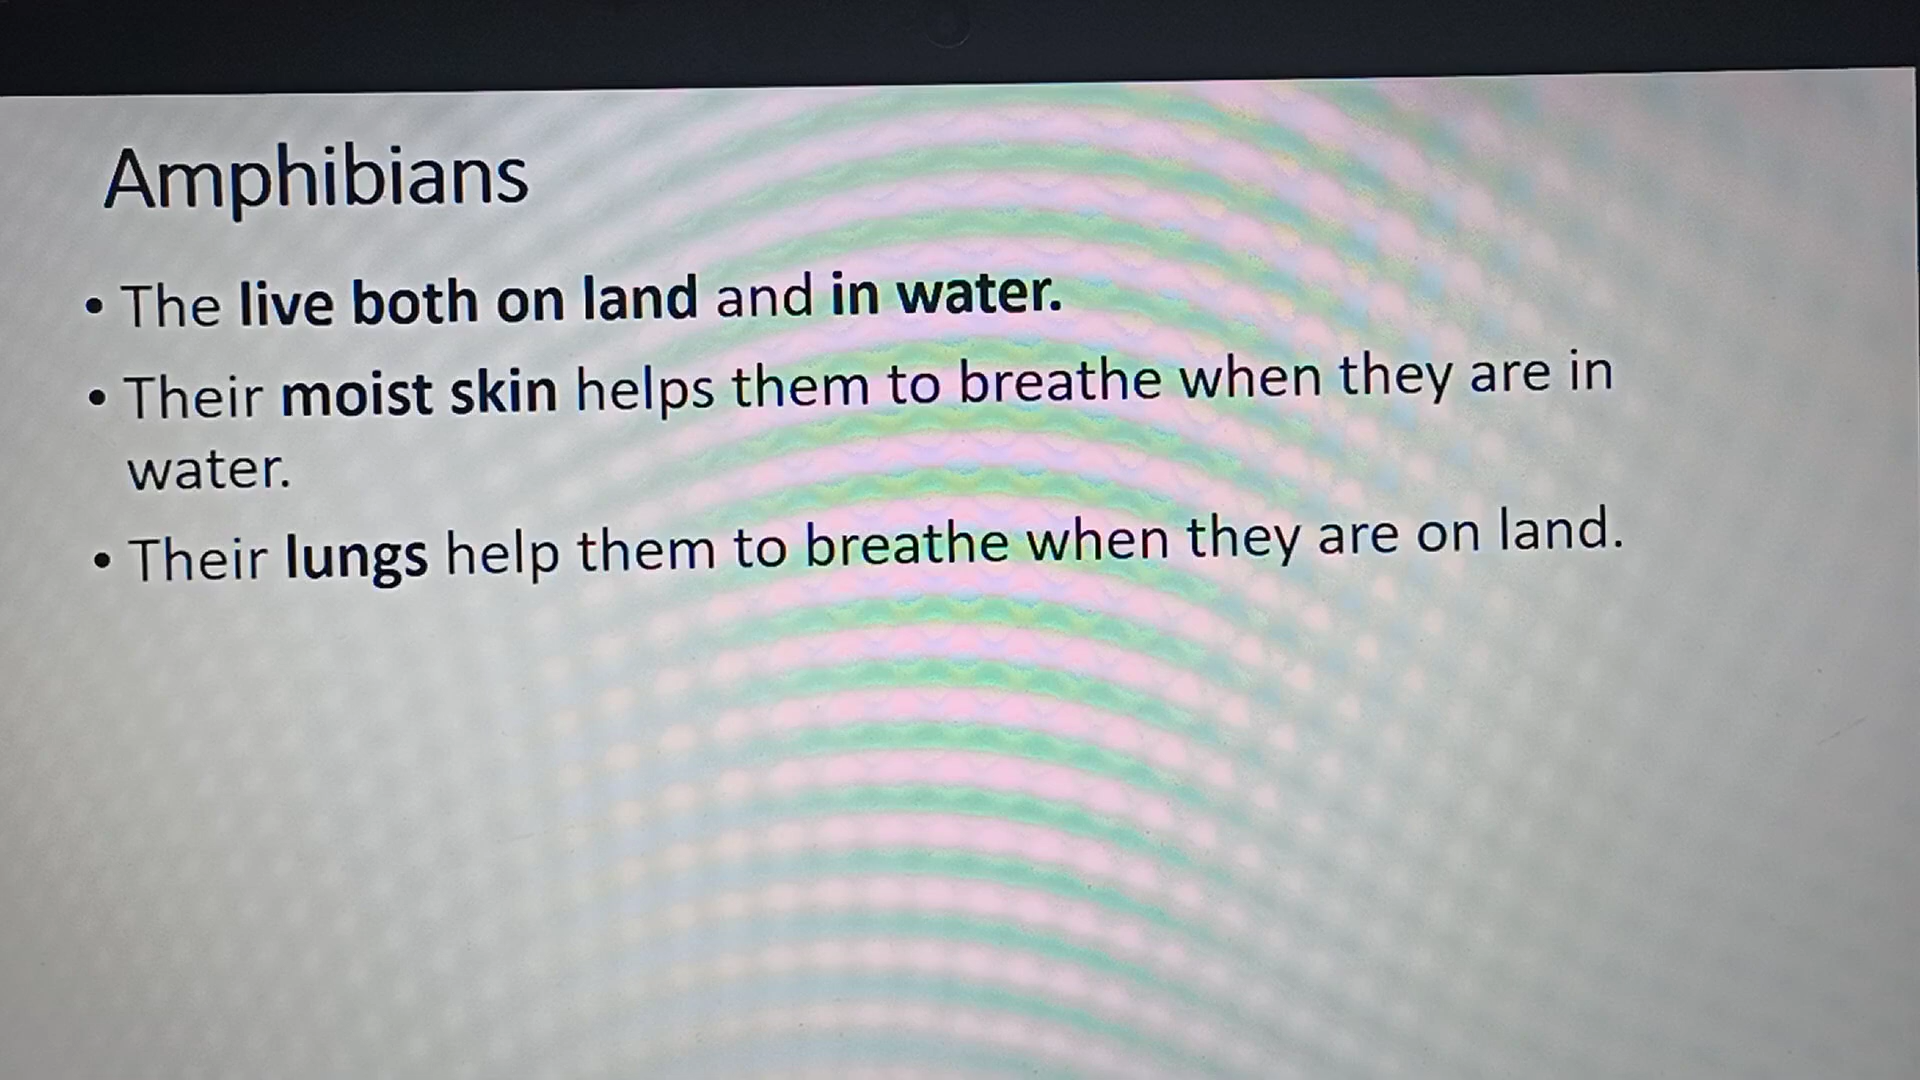 Amphibians
• The live both on land and in water.
• Their moist skin helps them to breathe when they are in
water.
• Their lungs help them to breathe when they are on land.